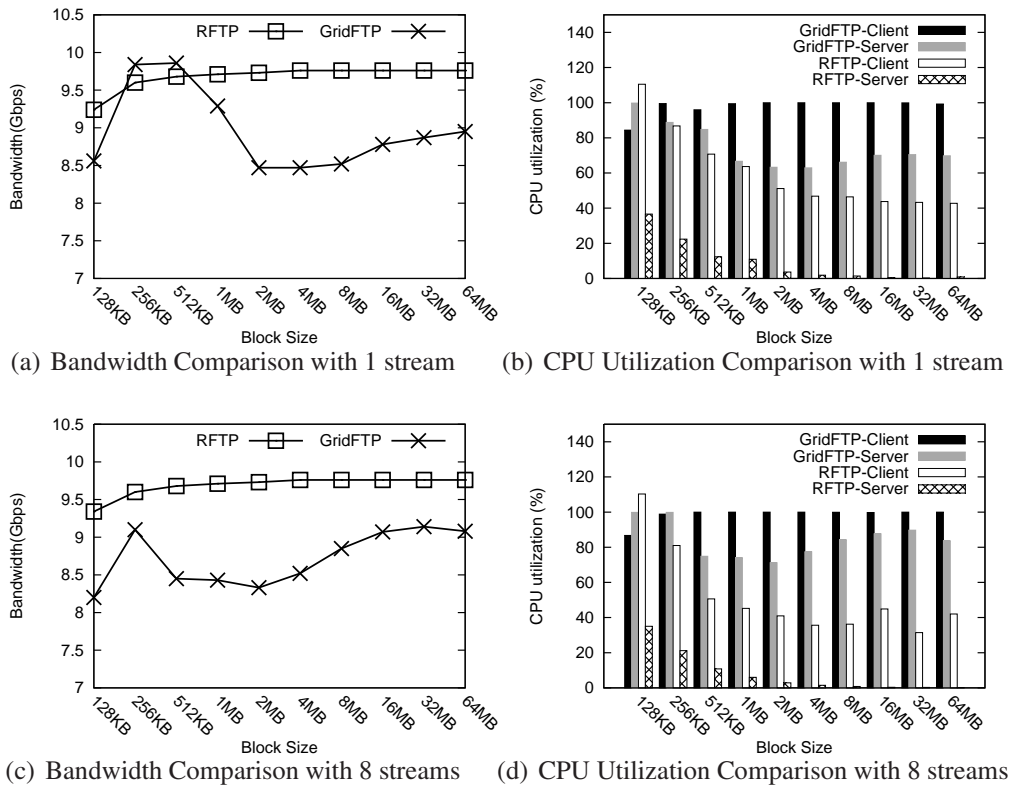 10.5
10
9.5
9
8.5
8
7.5
7
Bandwidth(Gbps)
RFTP GridFTP
128KB 256KB 512KB 1MB 2MB 4MB 8MB 16MB 32MB 64MB
Block Size
(a) Bandwidth Comparison with 1 stream
140
120
100
80
60
40
20
0
CPU utilization (%)
GridFTP-Client
GridFTP-Server
RFTP-Client
RFTP-Server
128KB 256KB 512KB 1MB 2MB 4MB 8MB 16MB 32MB 64MB
Block Size
(b) CPU Utilization Comparison with 1 stream
10.5
10
9.5
9
8.5
8
7.5
7
Bandwidth(Gbps)
RFTP GridFTP
128KB 256KB 512KB 1MB 2MB 4MB 8MB 16MB 32MB 64MB
Block Size
(c) Bandwidth Comparison with 8 streams
140
120
100
80
60
40
20
0
CPU utilization (%)
GridFTP-Client
GridFTP-Server
RFTP-Client
RFTP-Server
128KB 256KB 512KB 1MB 2MB 4MB 8MB 16MB 32MB 64MB
Block Size
(d) CPU Utilization Comparison with 8 streams